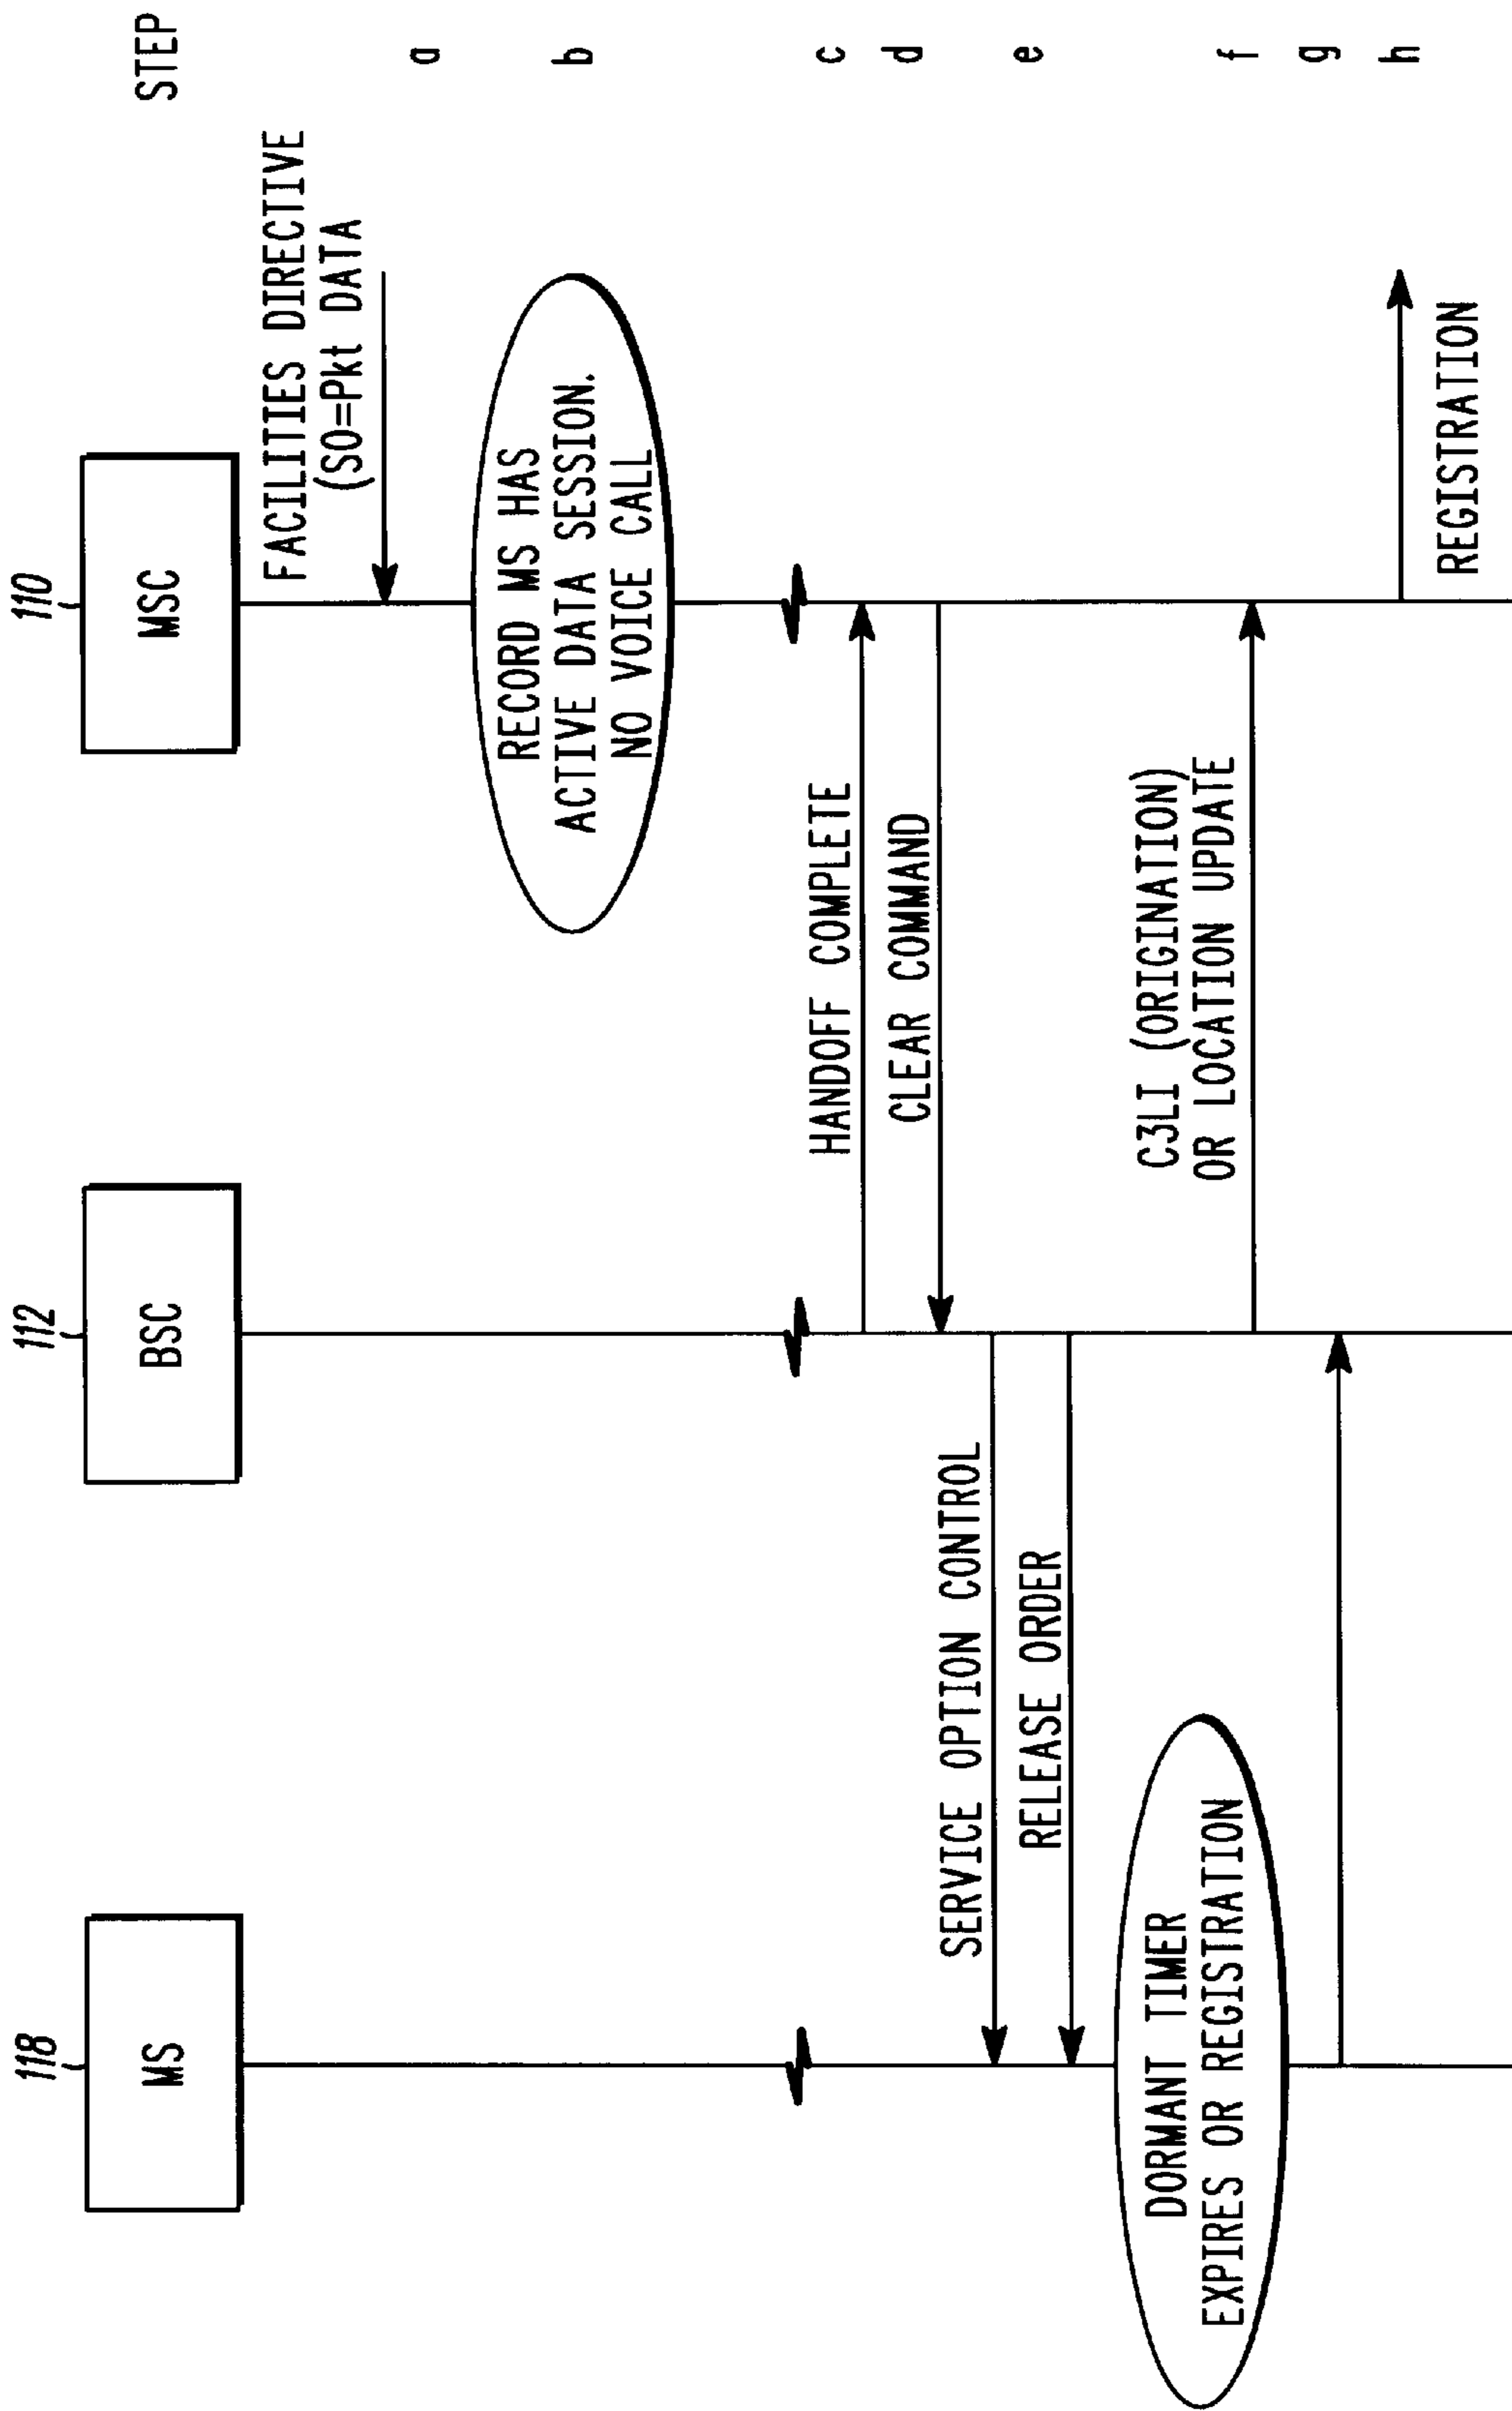 118
112
110
MS
BSC
MSC
STEP
FACILITIES DIRECTIVE
(SO=Pkt DATA
a
RECORD MS HAS
ACTIVE DATA SESSION.
NO VOICE CALL
b
HANDOFF COMPLETE
c
CLEAR COMMAND
d
SERVICE OPTION CONTROL
RELEASE ORDER
e
DORMANT TIMER
EXPIRES OR REGISTRATION
C3LI (ORIGINATION)
OR LOCATION UPDATE
f
g
h
REGISTRATION